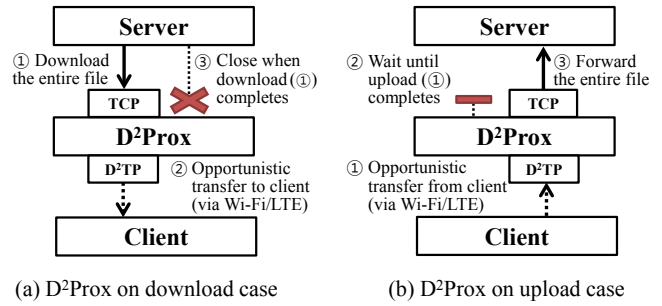 Server
① Download
the entire file
③ Close when
download (①)
completes
TCP
D²Prox
D²TP
② Opportunistic
transfer to client
(via Wi-Fi/LTE)
Client
(a) D²Prox on download case
Server
② Wait until
upload (①)
completes
③ Forward
the entire file
TCP
D²Prox
① Opportunistic
transfer from client
(via Wi-Fi/LTE)
D²TP
Client
(b) D²Prox on upload case